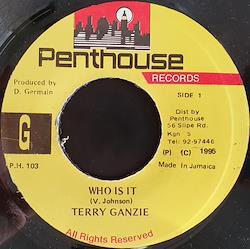 Penthouse
RECORDS
Produced by
D. Germain
SIDE 1
Dist by
Penthouse
56 Slipe Rd.
Kgn 5
Tel: 92-97446
G
(P) (C) 1995
P.H. 103
Made in Jamaica
WHO IS IT
(V. Johnson)
TERRY GANZIE
All Rights Reserved